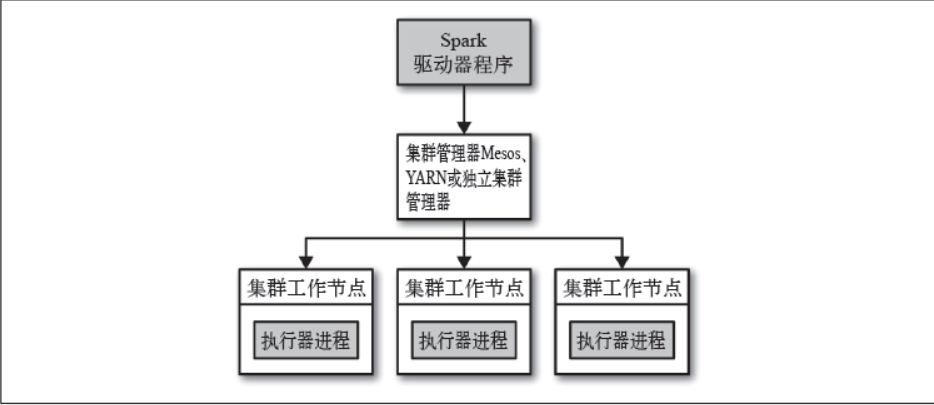 Spark
驱动器程序
集群管理器Mesos、
YARN或独立集群
管理器
集群工作节点
集群工作节点
集群工作节点
执行器进程
执行器进程
执行器进程